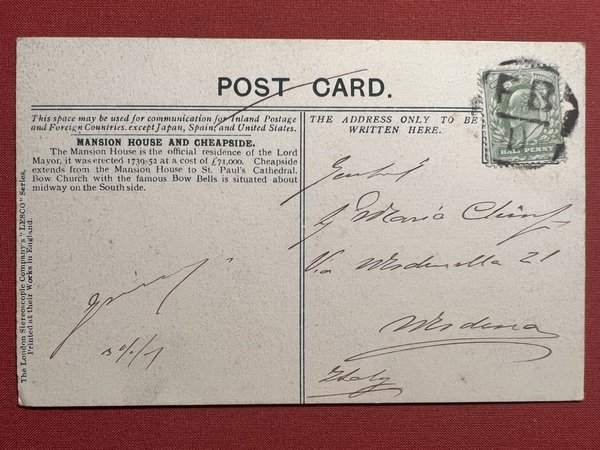 POST CARD.
This space may be used for communication for Inland Postage
and Foreign Countries, except Japan, Spain and United States.
MANSION HOUSE AND CHEAPSIDE.
The Mansion House is the official residence of the Lord
Mayor, it was erected 1739-52 at a cost of £71,000. Cheapside
extends from the Mansion House to St. Paul's Cathedral.
Bow Church with the famous Bow Bells is situated about
midway on the South side.
The London Stereoscopic Company's "LESCO" Series,
Printed at their Works in England.
THE ADDRESS ONLY TO BE
WRITTEN HERE.
HALF PENNY
F.B
Maria
Via 21
Modena
Italy